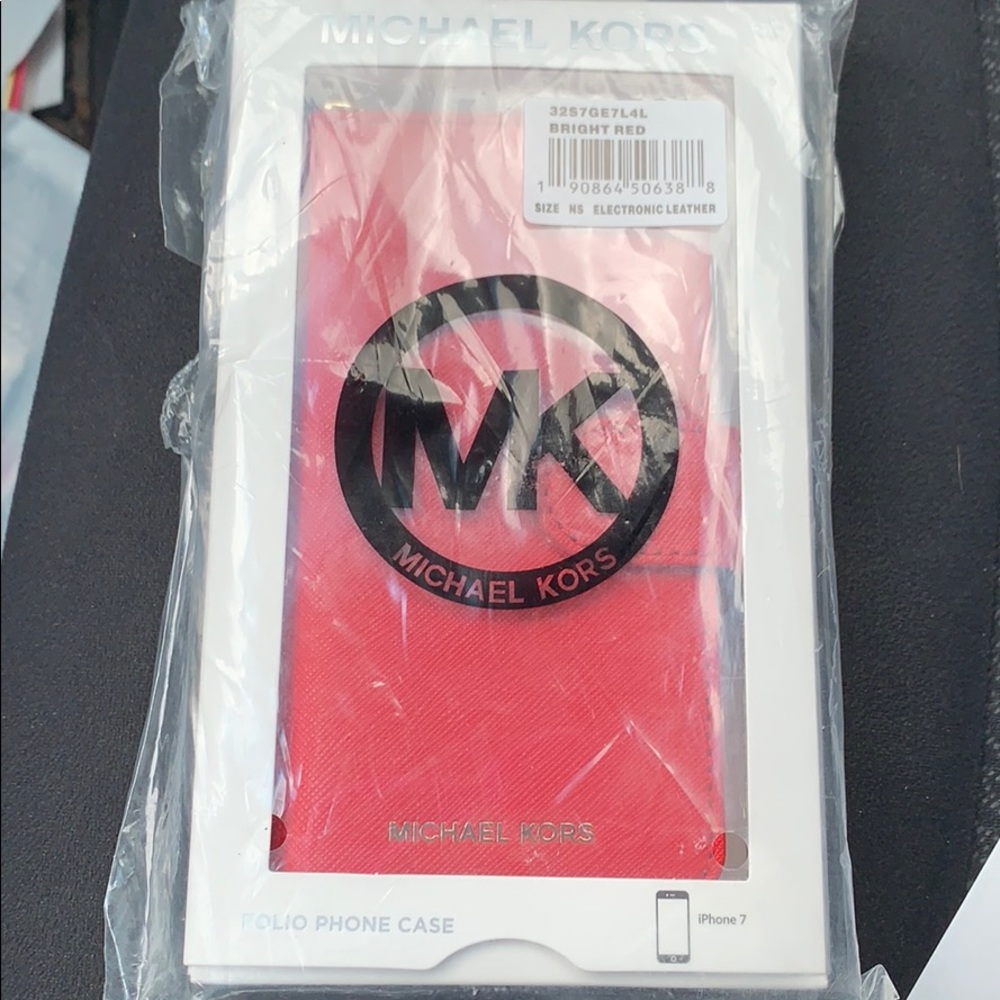 MICHAEL KORS
32S7GE7L4L
BRIGHT RED
1 90864 50638 8
SIZE NS ELECTRONIC LEATHER
MK
MICHAEL KORS
MICHAEL KORS
FOLIO PHONE CASE
iPhone 7